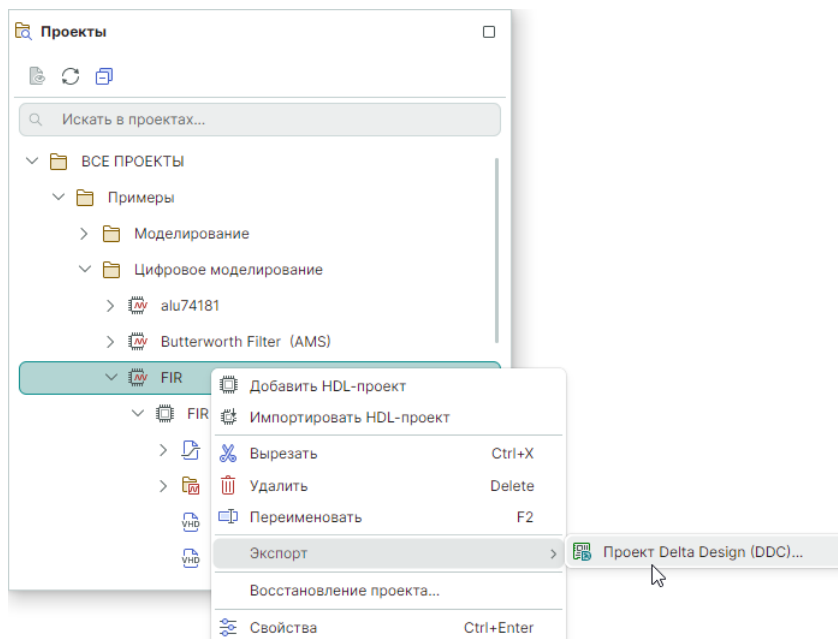 Проекты
Искать в проектах...
ВСЕ ПРОЕКТЫ
Примеры
Моделирование
Цифровое моделирование
alu74181
Butterworth Filter (AMS)
FIR
Добавить HDL-проект
FIR
Импортировать HDL-проект
Вырезать Ctrl+X
Удалить Delete
VHD Переименовать F2
VHD Экспорт Проект Delta Design (DDC)...
Восстановление проекта...
Свойства Ctrl+Enter